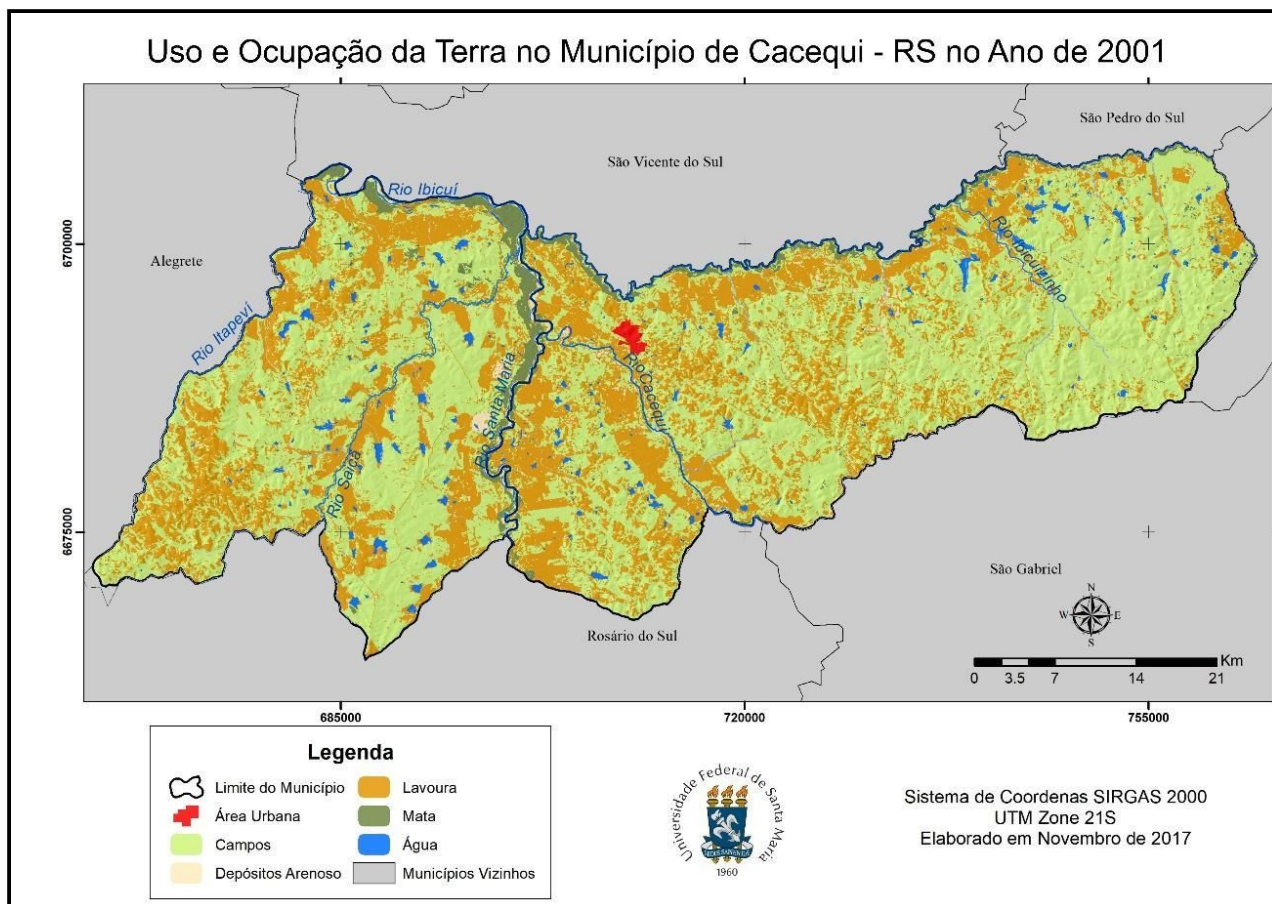 Uso e Ocupação da Terra no Município de Cacequi - RS no Ano de 2001
São Pedro do Sul
São Vicente do Sul
Rio Ibicuí
Rio Ibicuizinho
6700000
Alegrete
Rio Itapeví
Rio Santa Maria
Rio Cacequi
Rio Saicã
6675000
São Gabriel
Rosário do Sul
N
W E
S
Km
0 3.5 7 14 21
685000 720000 755000
Legenda
Limite do Município
Área Urbana
Campos
Depósitos Arenoso
Lavoura
Mata
Água
Municípios Vizinhos
Universidade Federal de Santa Maria
1960
Sistema de Coordenas SIRGAS 2000
UTM Zone 21S
Elaborado em Novembro de 2017